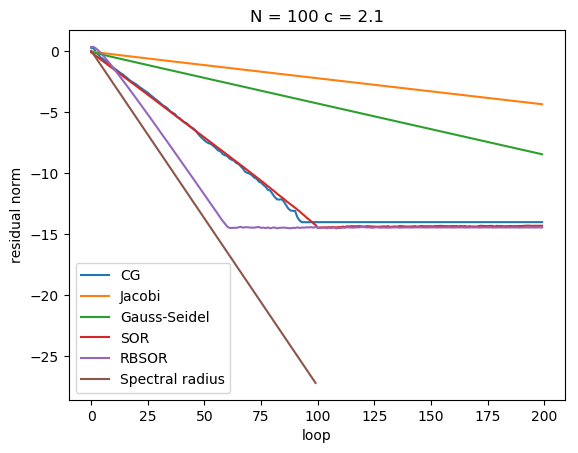 N = 100 c = 2.1
residual norm
0
−5
−10
−15
−20
−25
CG
Jacobi
Gauss-Seidel
SOR
RBSOR
Spectral radius
0 25 50 75 100 125 150 175 200
loop